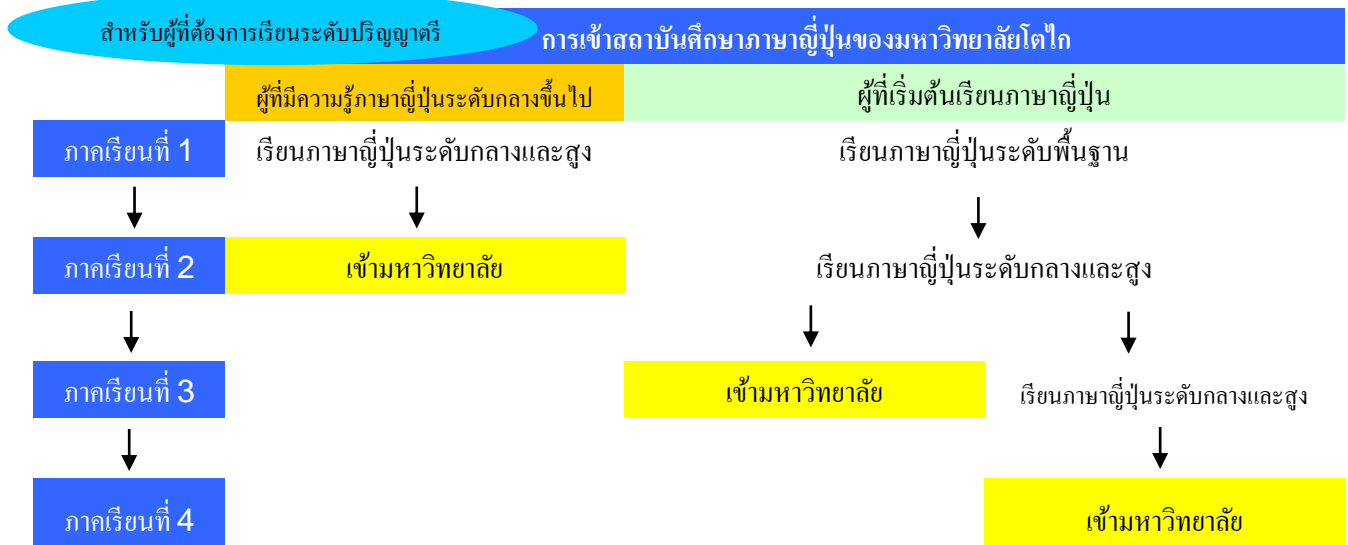 สำหรับผู้ที่ต้องการเรียนระดับปริญญาตรี
การเข้าสถาบันศึกษาภาษาญี่ปุ่นของมหาวิทยาลัยโตไก
ผู้ที่มีความรู้ภาษาญี่ปุ่นระดับกลางขึ้นไป
ผู้ที่เริ่มต้นเรียนภาษาญี่ปุ่น
ภาคเรียนที่ 1
เรียนภาษาญี่ปุ่นระดับกลางและสูง
เรียนภาษาญี่ปุ่นระดับพื้นฐาน
ภาคเรียนที่ 2
เข้ามหาวิทยาลัย
เรียนภาษาญี่ปุ่นระดับกลางและสูง
ภาคเรียนที่ 3
เข้ามหาวิทยาลัย
เรียนภาษาญี่ปุ่นระดับกลางและสูง
ภาคเรียนที่ 4
เข้ามหาวิทยาลัย